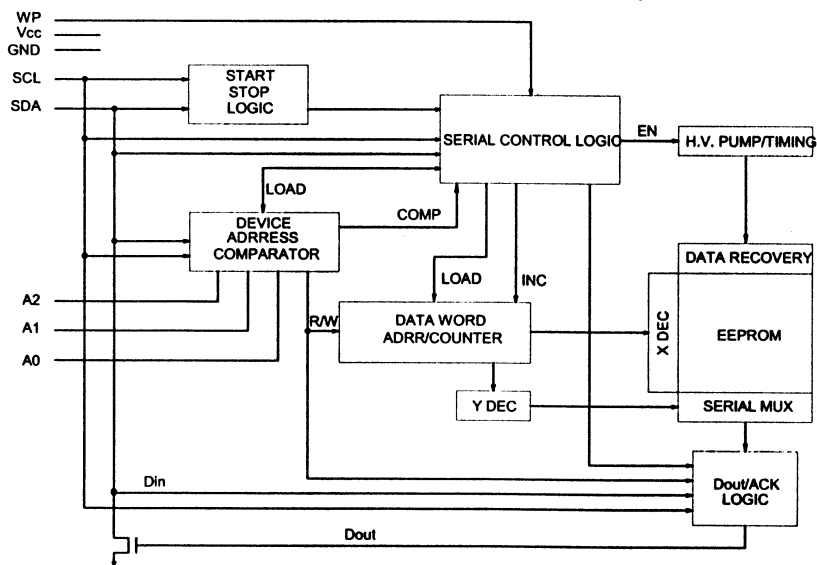 WP
Vcc
GND
SCL
SDA
START
STOP
LOGIC
SERIAL CONTROL LOGIC
EN
H.V. PUMP/TIMING
LOAD
COMP
DEVICE
ADRRESS
COMPARATOR
LOAD
INC
DATA RECOVERY
A2
A1
A0
R/W
DATA WORD
ADRR/COUNTER
X DEC
EEPROM
Y DEC
SERIAL MUX
Din
Dout/ACK
LOGIC
Dout